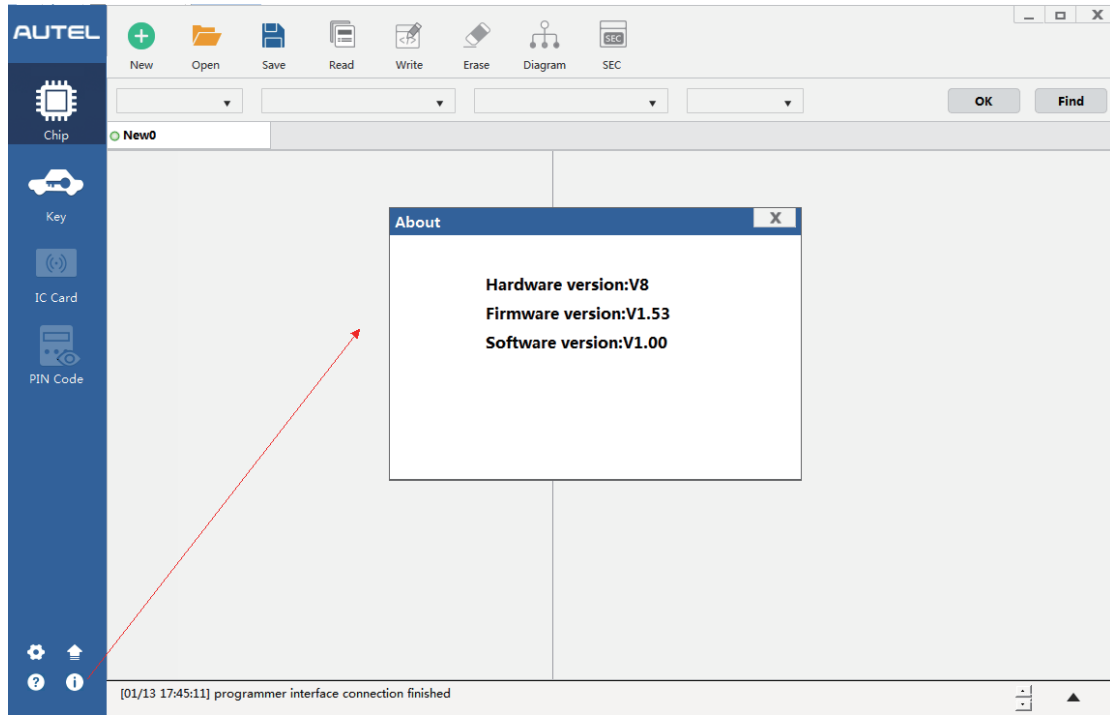 AUTEL
New
Open
Save
Read
Write
Erase
Diagram
SEC
SEC
OK
Find
Chip
New0
Key
IC Card
PIN Code
About
X
Hardware version:V8
Firmware version:V1.53
Software version:V1.00
[01/13 17:45:11] programmer interface connection finished